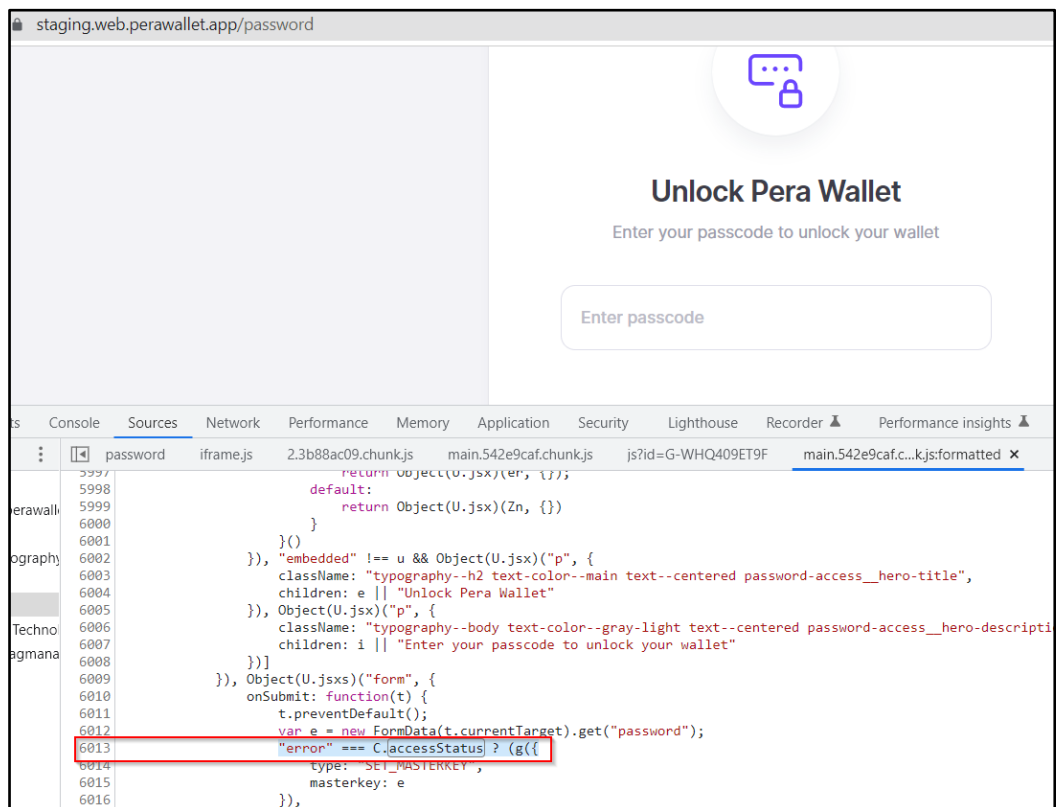 staging.web.perawallet.app/password
Unlock Pera Wallet
Enter your passcode to unlock your wallet
Enter passcode
ts Console Sources Network Performance Memory Application Security Lighthouse Recorder Performance insights
password iframe.js 2.3b88ac09.chunk.js main.542e9caf.chunk.js js?id=G-WHQ409ET9F main.542e9caf.c...k.js:formatted ×
5997 return Object(U.jsx)(er, {});
5998 default:
erawall 5999 return Object(U.jsx)(Zn, {})
6000 }
6001 }()
ography 6002 }), "embedded" !== u && Object(U.jsx)("p", {
6003 className: "typography--h2 text-color--main text--centered password-access__hero-title",
6004 children: e || "Unlock Pera Wallet"
6005 }), Object(U.jsx)("p", {
Techno 6006 className: "typography--body text-color--gray-light text--centered password-access__hero-descripti
agmana 6007 children: i || "Enter your passcode to unlock your wallet"
6008 })]
6009 }), Object(U.jsxs)("form", {
6010 onSubmit: function(t) {
6011 t.preventDefault();
6012 var e = new FormData(t.currentTarget).get("password");
6013 "error" === C.accessStatus ? (g({
6014 type: "SET_MASTERKEY",
6015 masterkey: e
6016 }),